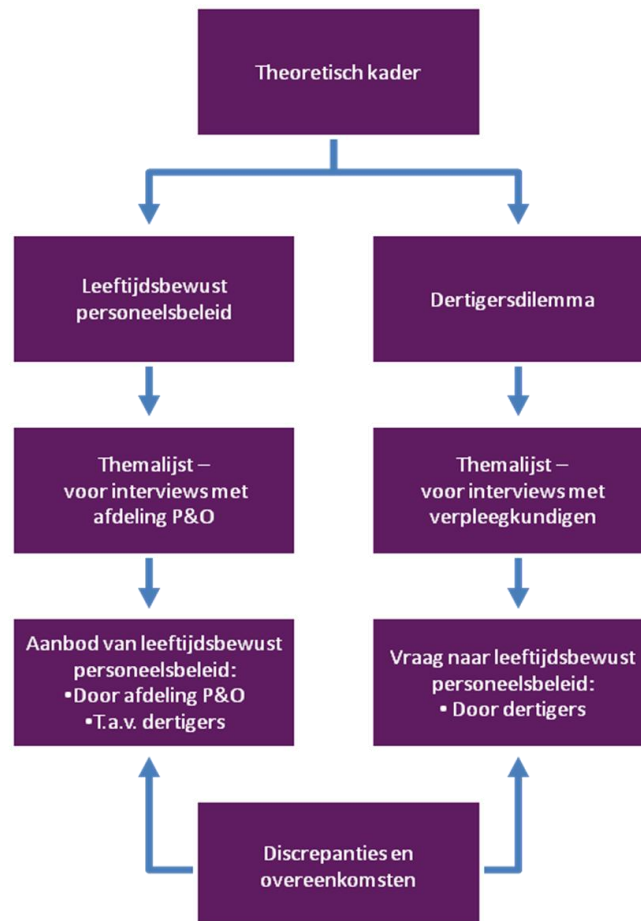 Theoretisch kader
Leeftijdsbewust
personeelsbeleid
Dertigersdilemma
Themalijst –
voor interviews met
afdeling P&O
Themalijst –
voor interviews met
verpleegkundigen
Aanbod van leeftijdsbewust
personeelsbeleid:
•Door afdeling P&O
•T.a.v. dertigers
Vraag naar leeftijdsbewust
personeelsbeleid:
• Door dertigers
Discrepanties en
overeenkomsten